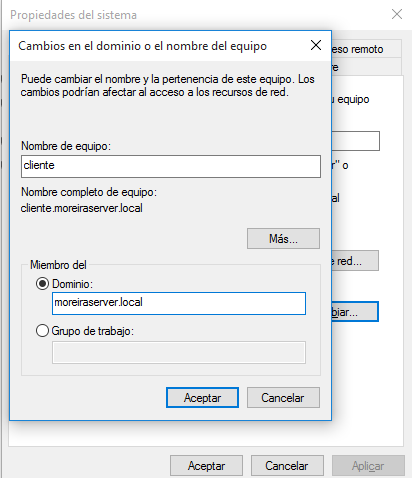 Propiedades del sistema
Cambios en el dominio o el nombre del equipo
eso remoto
Puede cambiar el nombre y la pertenencia de este equipo. Los
cambios podrían afectar al acceso a los recursos de red.
u equipo
Nombre de equipo:
cliente
" o
Nombre completo de equipo:
cliente.moreiraserver.local
al
Más...
red...
Miembro del
Dominio:
moreiraserver.local
biar...
Grupo de trabajo:
Aceptar
Cancelar
Aceptar
Cancelar
Aplicar